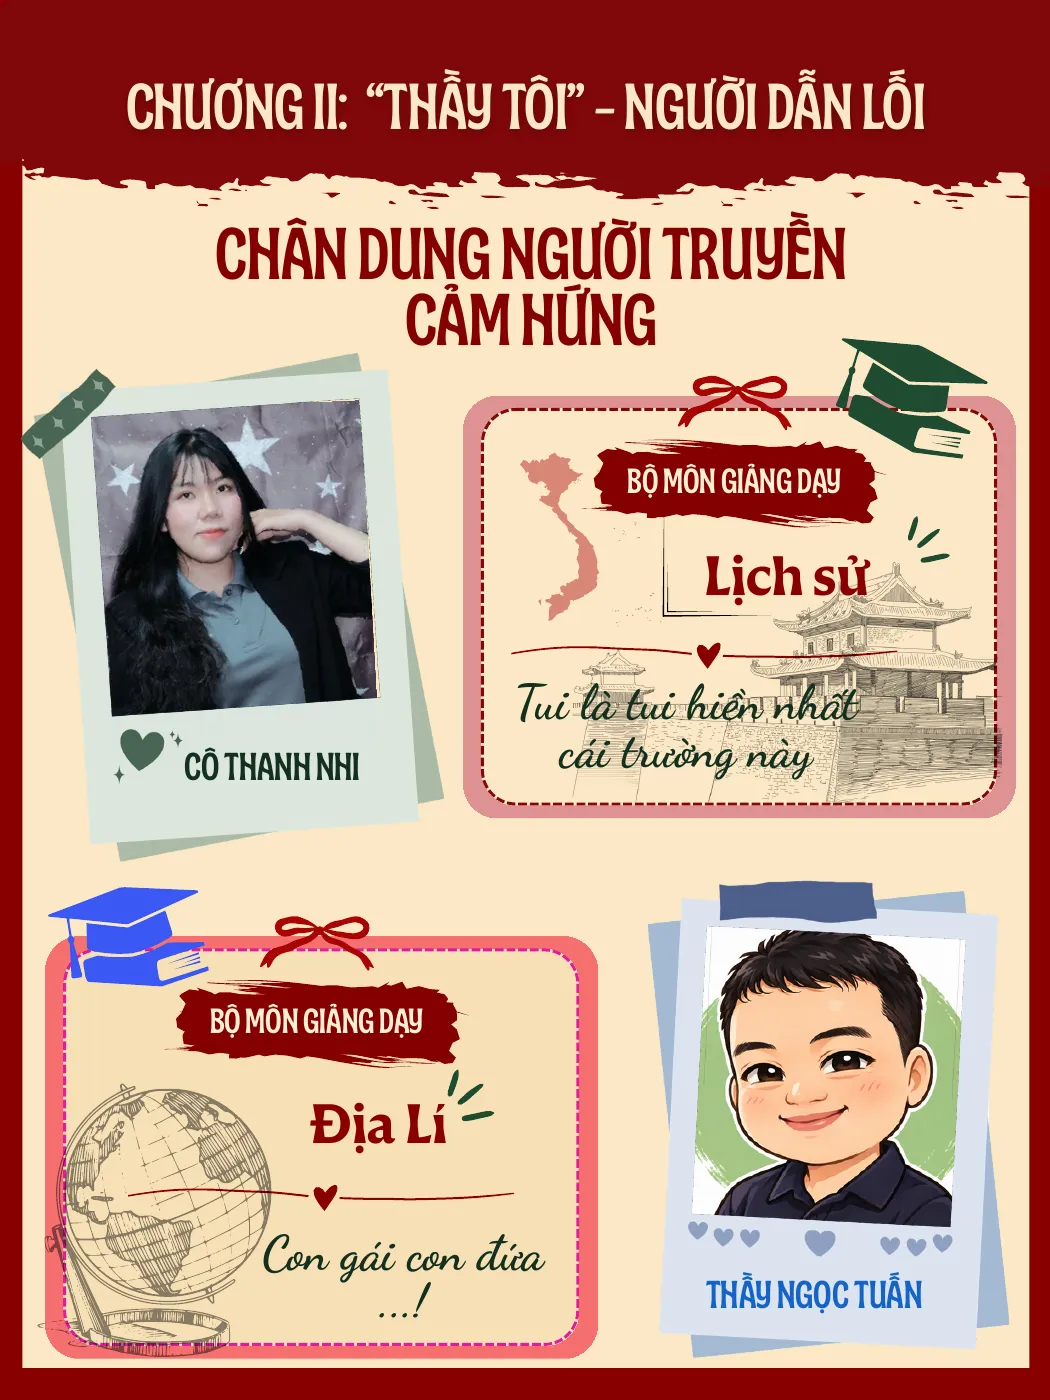 CHƯƠNG II: “THẦY TÔI” – NGƯỜI DẪN LỐI
CHÂN DUNG NGƯỜI TRUYỀN
CẢM HỨNG
BỘ MÔN GIẢNG DẠY
Lịch sử
Tui là tui hiền nhất
cái trường này
CÔ THANH NHI
BỘ MÔN GIẢNG DẠY
Địa Lí
Con gái con đứa
...!
THẦY NGỌC TUẤN